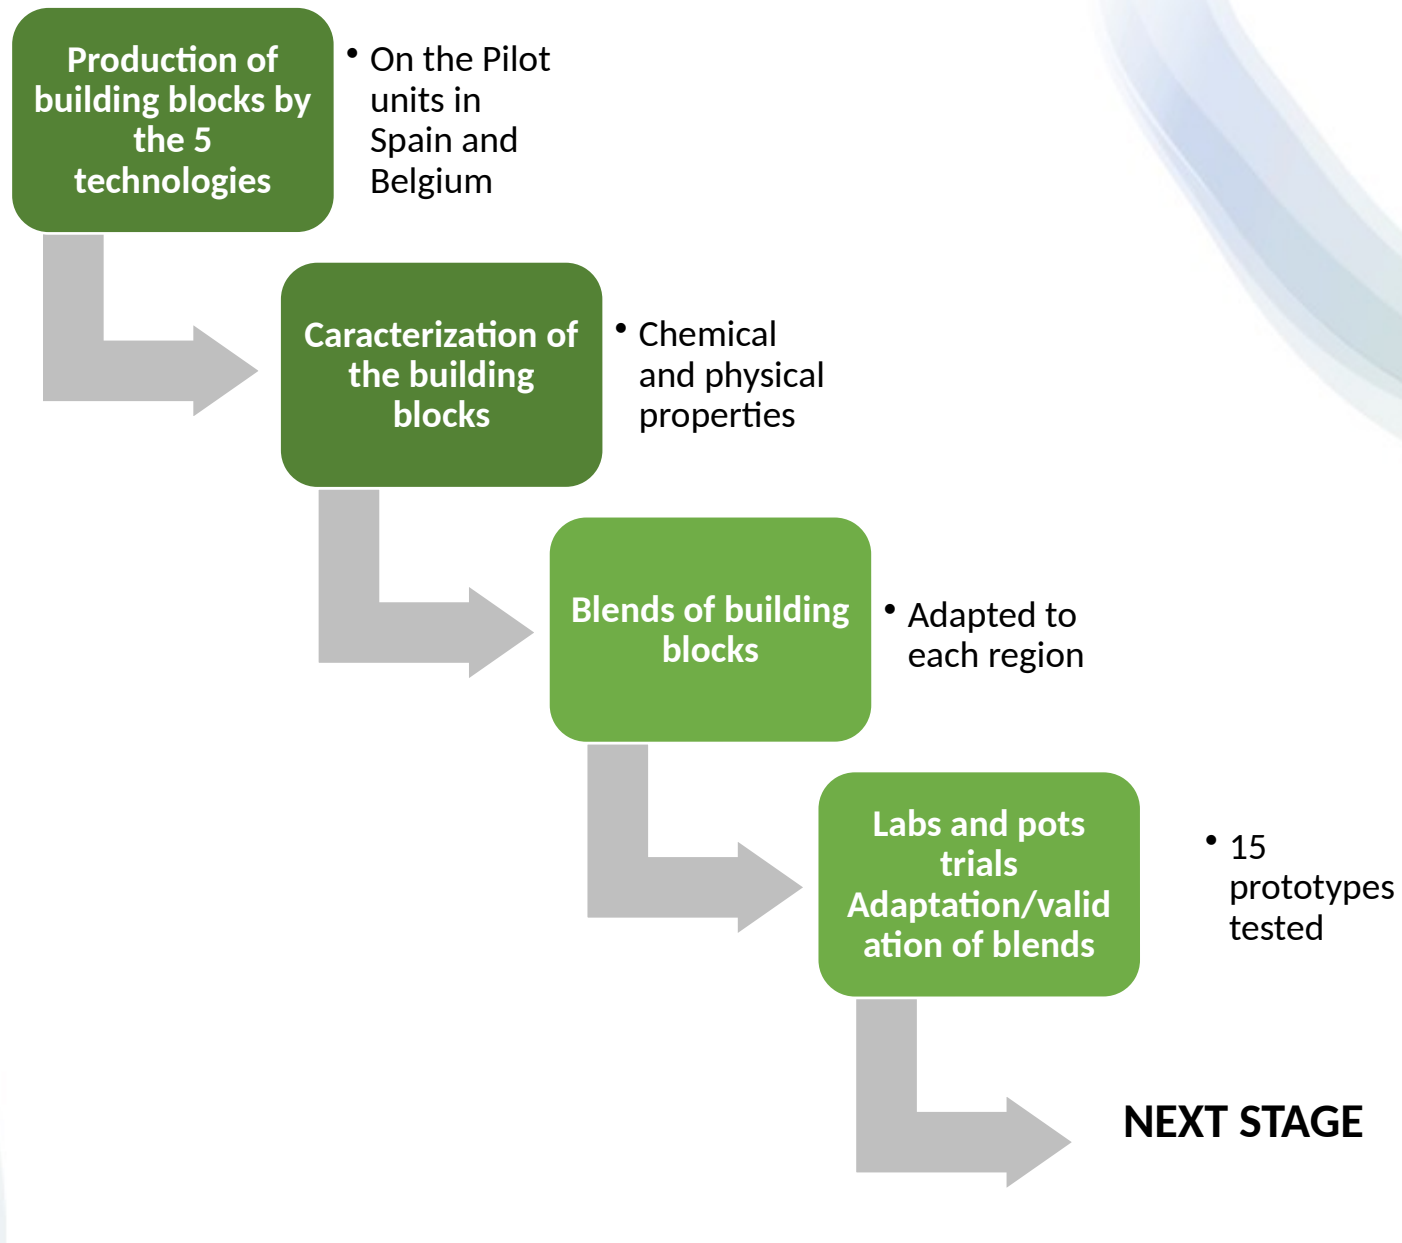 Production of
building blocks by
the 5
technologies
• On the Pilot
units in
Spain and
Belgium
Caracterization of
the building
blocks
• Chemical
and physical
properties
Blends of building
blocks
• Adapted to
each region
Labs and pots
trials
Adaptation/valid
ation of blends
• 15
prototypes
tested
NEXT STAGE